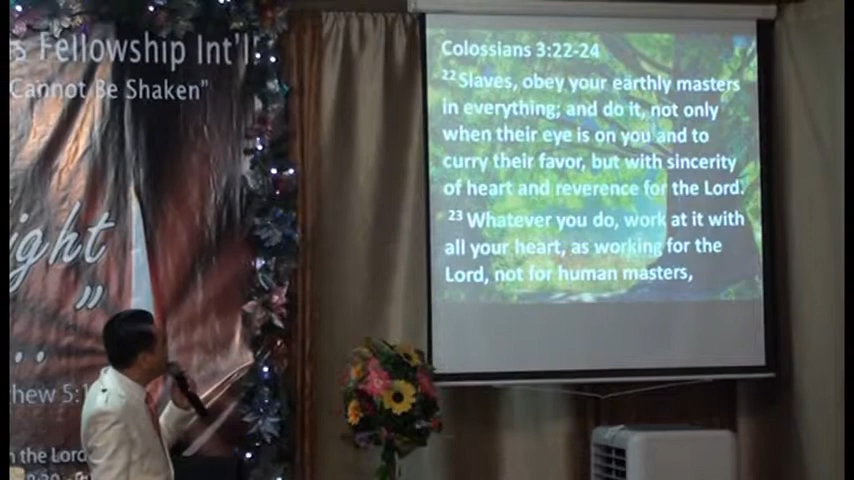 s Fellowship Int'l
Cannot Be Shaken"
ight
"
...
hew 5:1
n the Lord
Colossians 3:22-24
22 Slaves, obey your earthly masters
in everything; and do it, not only
when their eye is on you and to
curry their favor, but with sincerity
of heart and reverence for the Lord.
23 Whatever you do, work at it with
all your heart, as working for the
Lord, not for human masters,